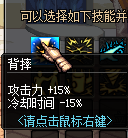 可以选择如下技能并
背摔
攻击力 +15%
冷却时间 -15%
<请点击鼠标右键>